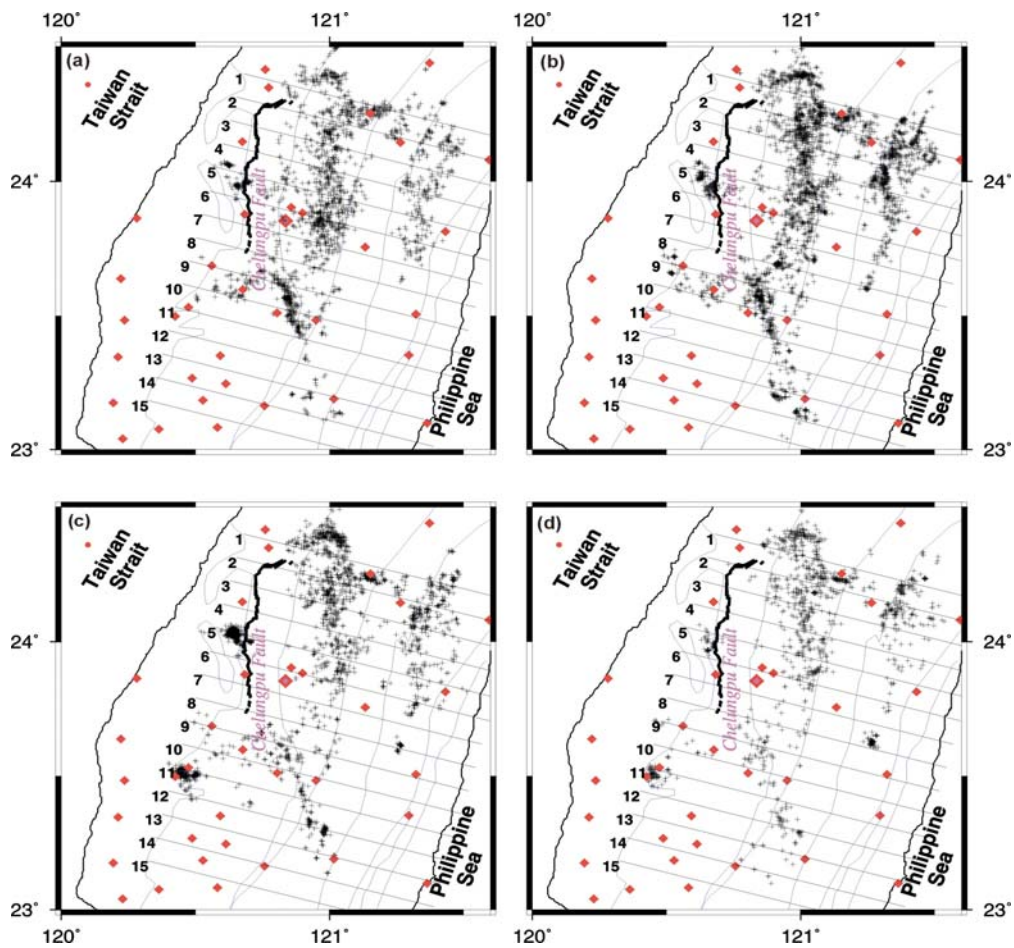 120° 121° 120° 121°
(a)
Taiwan
Strait
1
2
3
4
5
6
7
8
9
10
11
12
13
14
15
Chelungpu Fault
Philippine
Sea
24°
23°
(b)
Taiwan
Strait
1
2
3
4
5
6
7
8
9
10
11
12
13
14
15
Chelungpu Fault
Philippine
Sea
24°
23°
(c)
Taiwan
Strait
1
2
3
4
5
6
7
8
9
10
11
12
13
14
15
Chelungpu Fault
Philippine
Sea
24°
23°
(d)
Taiwan
Strait
1
2
3
4
5
6
7
8
9
10
11
12
13
14
15
Chelungpu Fault
Philippine
Sea
24°
23°
120° 121° 120° 121°